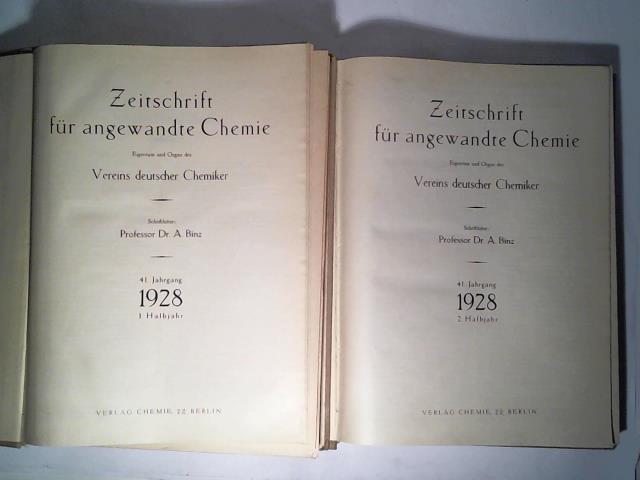 Zeitschrift
für angewandte Chemie
Eigentum und Organ des
Vereins deutscher Chemiker
Schriftleiter:
Professor Dr. A. Binz
41. Jahrgang
1928
1 Halbjahr
VERLAG CHEMIE, 22 BERLIN
Zeitschrift
für angewandte Chemie
Eigentum und Organ des
Vereins deutscher Chemiker
Schriftleiter:
Professor Dr. A. Binz
41. Jahrgang
1928
2. Halbjahr
VERLAG CHEMIE, 22 BERLIN